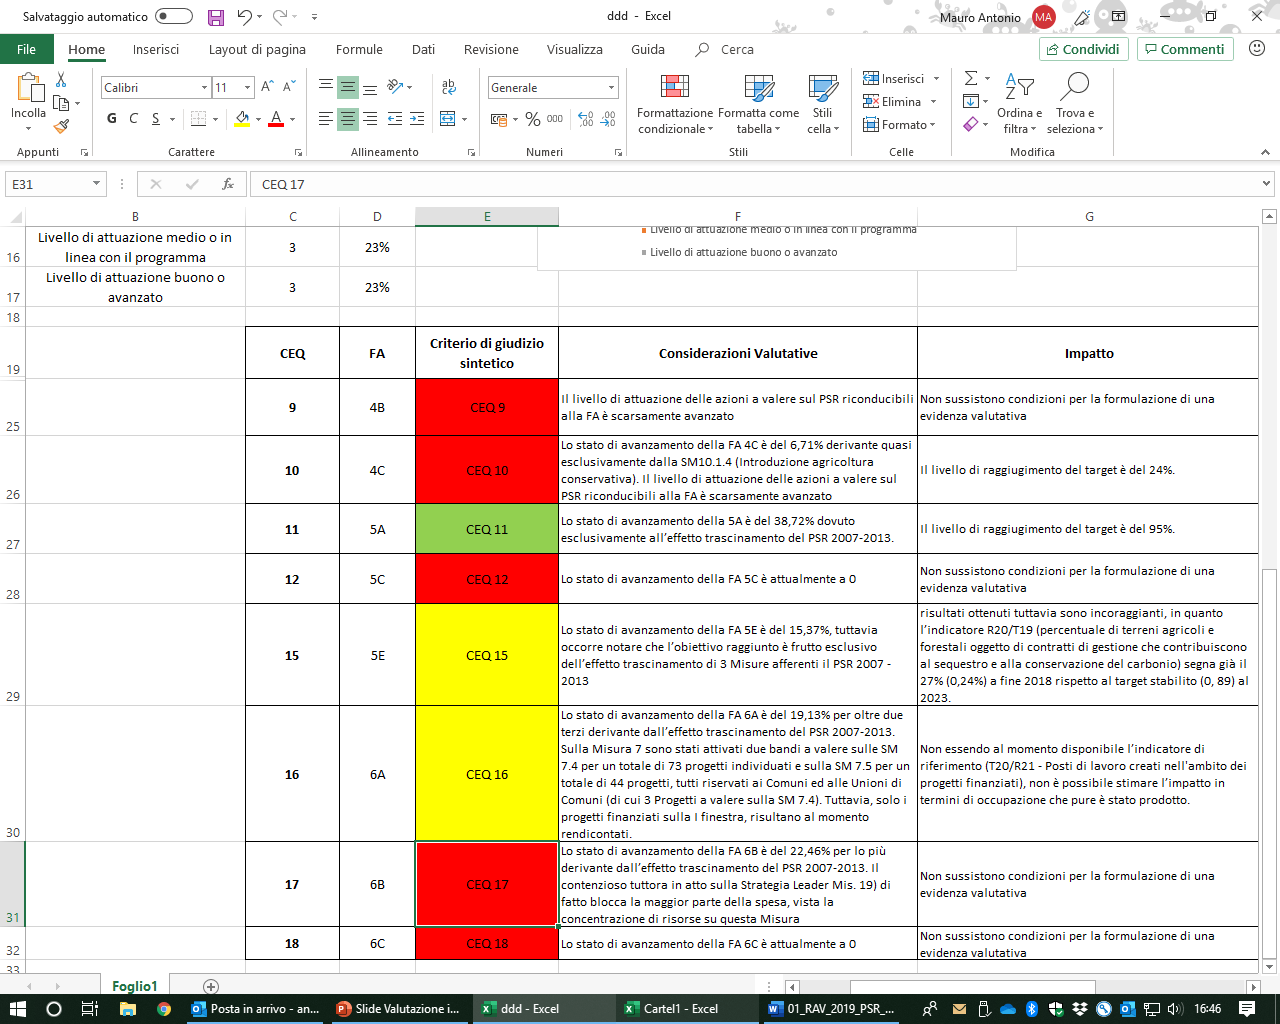 Salvataggio automatico
ddd - Excel
Mauro Antonio
MA
File
Home
Inserisci
Layout di pagina
Formule
Dati
Revisione
Visualizza
Guida
Cerca
Condividi
Commenti
Incolla
Calibri
11
Generale
Formattazione condizionale
Formatta come tabella
Stili cella
Inserisci
Elimina
Formato
Ordina e filtra
Trova e seleziona
G C S
A A
% 000
Appunti
Carattere
Allineamento
Numeri
Stili
Celle
Modifica
E31
fx
CEQ 17
B C D E F G
16
Livello di attuazione medio o in
linea con il programma
3
23%
Livello di attuazione medio o in linea con il programma
Livello di attuazione buono o avanzato
17
Livello di attuazione buono o
avanzato
3
23%
18
19
CEQ
FA
Criterio di giudizio
sintetico
Considerazioni Valutative
Impatto
25
9
4B
CEQ 9
Il livello di attuazione delle azioni a valere sul PSR riconducibili
alla FA è scarsamente avanzato
Non sussistono condizioni per la formulazione di una
evidenza valutativa
26
10
4C
CEQ 10
Lo stato di avanzamento della FA 4C è del 6,71% derivante quasi
esclusivamente dalla SM10.1.4 (Introduzione agricoltura
conservativa). Il livello di attuazione delle azioni a valere sul
PSR riconducibili alla FA è scarsamente avanzato
Il livello di raggiugimento del target è del 24%.
27
11
5A
CEQ 11
Lo stato di avanzamento della 5A è del 38,72% dovuto
esclusivamente all’effetto trascinamento del PSR 2007-2013.
Il livello di raggiugimento del target è del 95%.
28
12
5C
CEQ 12
Lo stato di avanzamento della FA 5C è attualmente a 0
Non sussistono condizioni per la formulazione di una
evidenza valutativa
29
15
5E
CEQ 15
Lo stato di avanzamento della FA 5E è del 15,37%, tuttavia
occorre notare che l’obiettivo raggiunto è frutto esclusivo
dell’effetto trascinamento di 3 Misure afferenti il PSR 2007 -
2013
risultati ottenuti tuttavia sono incoraggianti, in quanto
l’indicatore R20/T19 (percentuale di terreni agricoli e
forestali oggetto di contratti di gestione che contribuiscono
al sequestro e alla conservazione del carbonio) segna già il
27% (0,24%) a fine 2018 rispetto al target stabilito (0, 89) al
2023.
30
16
6A
CEQ 16
Lo stato di avanzamento della FA 6A è del 19,13% per oltre due
terzi derivante dall’effetto trascinamento del PSR 2007-2013.
Sulla Misura 7 sono stati attivati due bandi a valere sulle SM
7.4 per un totale di 73 progetti individuati e sulla SM 7.5 per un
totale di 44 progetti, tutti riservati ai Comuni ed alle Unioni di
Comuni (di cui 3 Progetti a valere sulla SM 7.4). Tuttavia, solo i
progetti finanziati sulla I finestra, risultano al momento
rendicontati.
Non essendo al momento disponibile l’indicatore di
riferimento (T20/R21 - Posti di lavoro creati nell'ambito dei
progetti finanziati), non è possibile stimare l’impatto in
termini di occupazione che pure è stato prodotto.
31
17
6B
CEQ 17
Lo stato di avanzamento della FA 6B è del 22,46% per lo più
derivante dall’effetto trascinamento del PSR 2007-2013. Il
contenzioso tuttora in atto sulla Strategia Leader Mis. 19) di
fatto blocca la maggior parte della spesa, vista la
concentrazione di risorse su questa Misura
Non sussistono condizioni per la formulazione di una
evidenza valutativa
32
18
6C
CEQ 18
Lo stato di avanzamento della FA 6C è attualmente a 0
Non sussistono condizioni per la formulazione di una
evidenza valutativa
33
Foglio1
Posta in arrivo - an...
Slide Valutazione i...
ddd - Excel
Cartel1 - Excel
01_RAV_2019_PSR_...
16:46